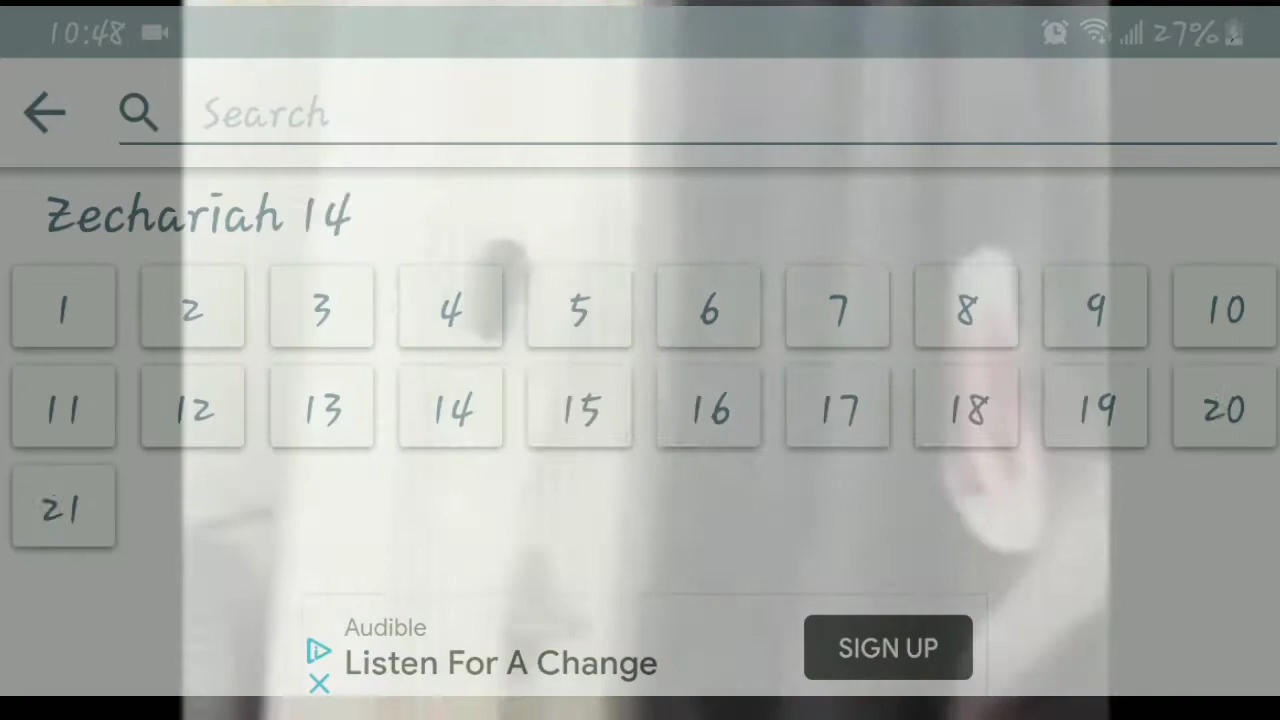 10:48 27%
Search
Zechariah 14
1 2 3 4 5 6 7 8 9 10
11 12 13 14 15 16 17 18 19 20
21
Audible
Listen For A Change
SIGN UP